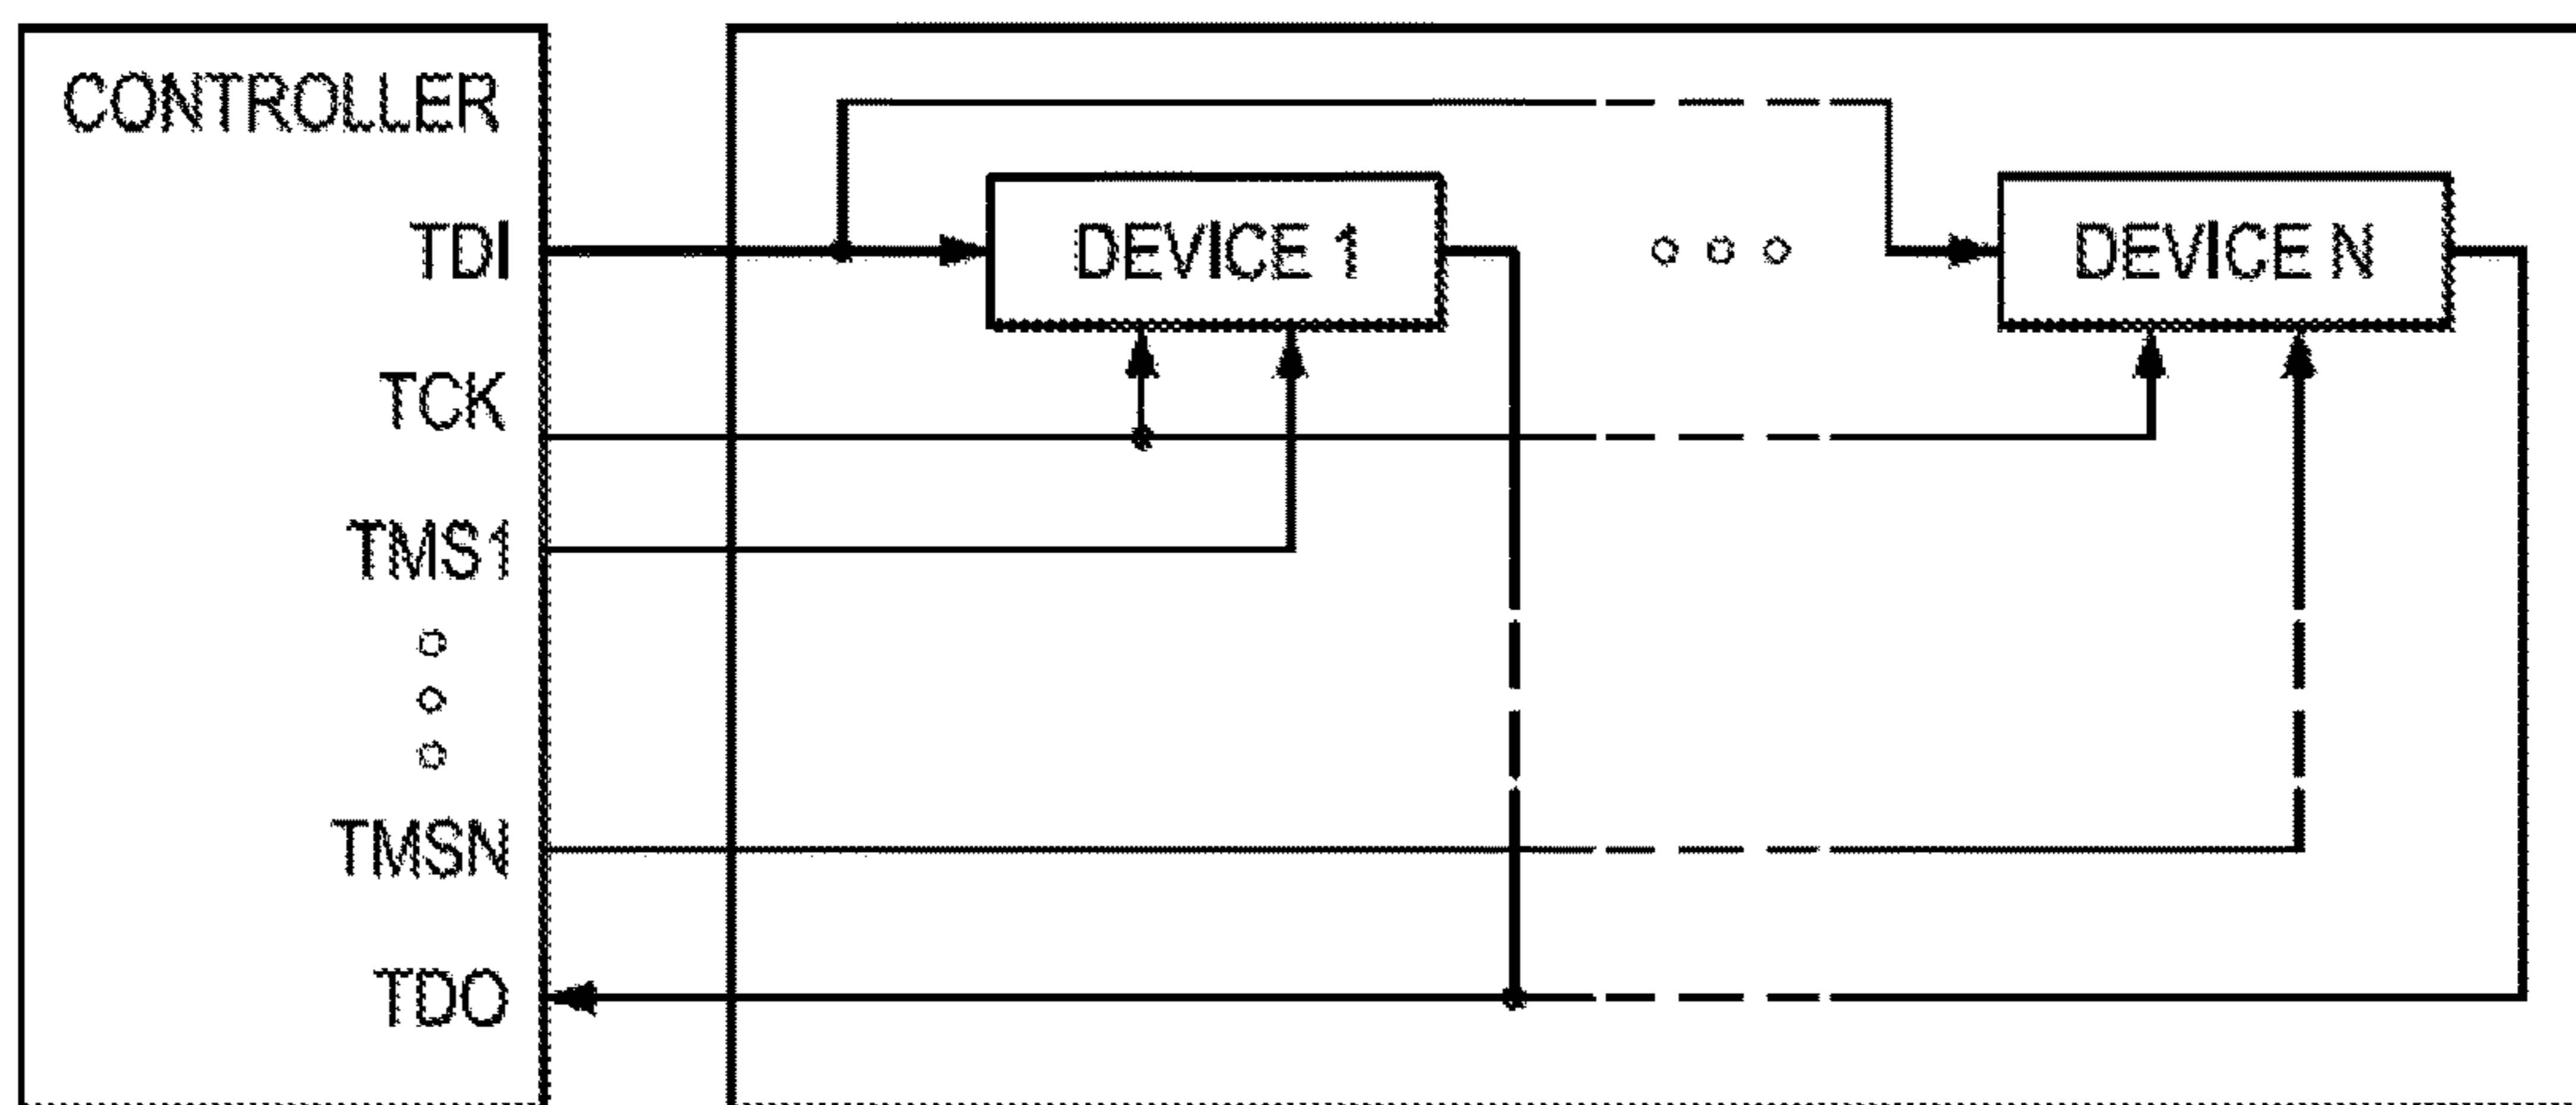 CONTROLLER
TDI
DEVICE 1
DEVICE N
TCK
TMS1
TMSN
TDO